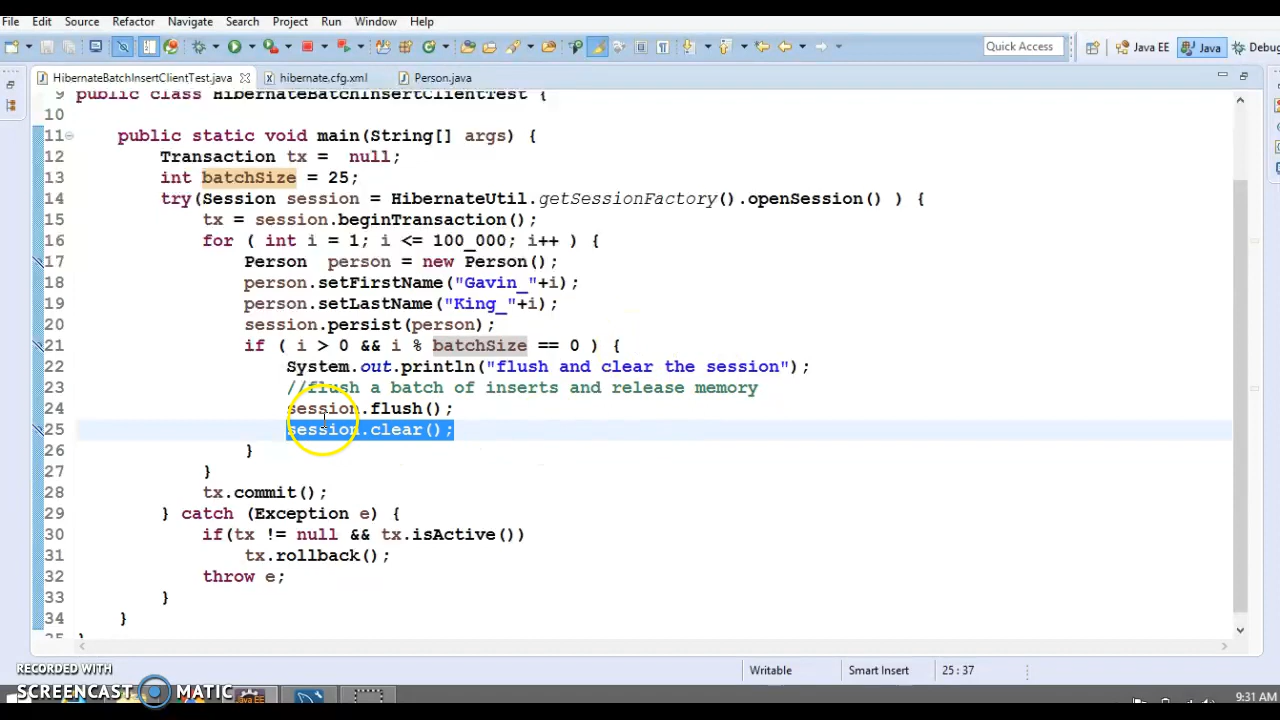 File Edit Source Refactor Navigate Search Project Run Window Help
Quick Access Java EE Java Debug
HibernateBatchInsertClientTest.java hibernate.cfg.xml Person.java
9 public class HibernateBatchInsertClientTest {
10
11 public static void main(String[] args) {
12 Transaction tx = null;
13 int batchSize = 25;
14 try(Session session = HibernateUtil.getSessionFactory().openSession() ) {
15 tx = session.beginTransaction();
16 for ( int i = 1; i <= 100_000; i++ ) {
17 Person person = new Person();
18 person.setFirstName("Gavin_"+i);
19 person.setLastName("King_"+i);
20 session.persist(person);
21 if ( i > 0 && i % batchSize == 0 ) {
22 System.out.println("flush and clear the session");
23 //flush a batch of inserts and release memory
24 session.flush();
25 session.clear();
26 }
27 }
28 tx.commit();
29 } catch (Exception e) {
30 if(tx != null && tx.isActive())
31 tx.rollback();
32 throw e;
33 }
34 }
35 }
Writable Smart Insert 25 : 37
RECORDED WITH
SCREENCAST MATIC
9:31 AM